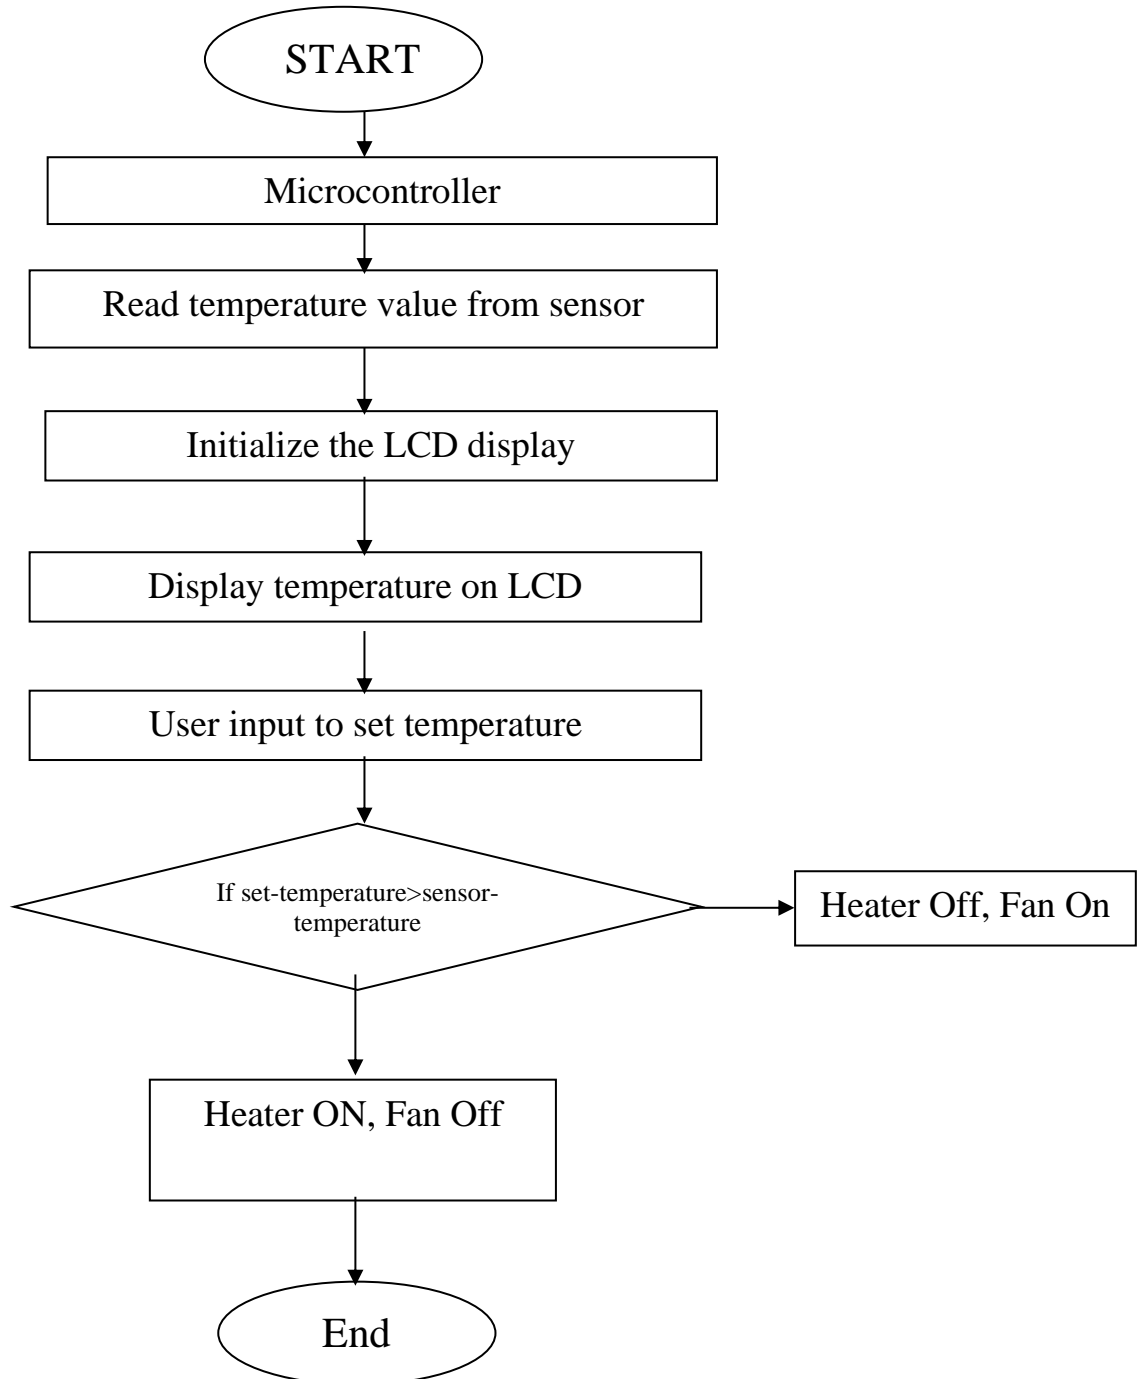 START
Microcontroller
Read temperature value from sensor
Initialize the LCD display
Display temperature on LCD
User input to set temperature
If set-temperature>sensor-
temperature
Heater Off, Fan On
Heater ON, Fan Off
End